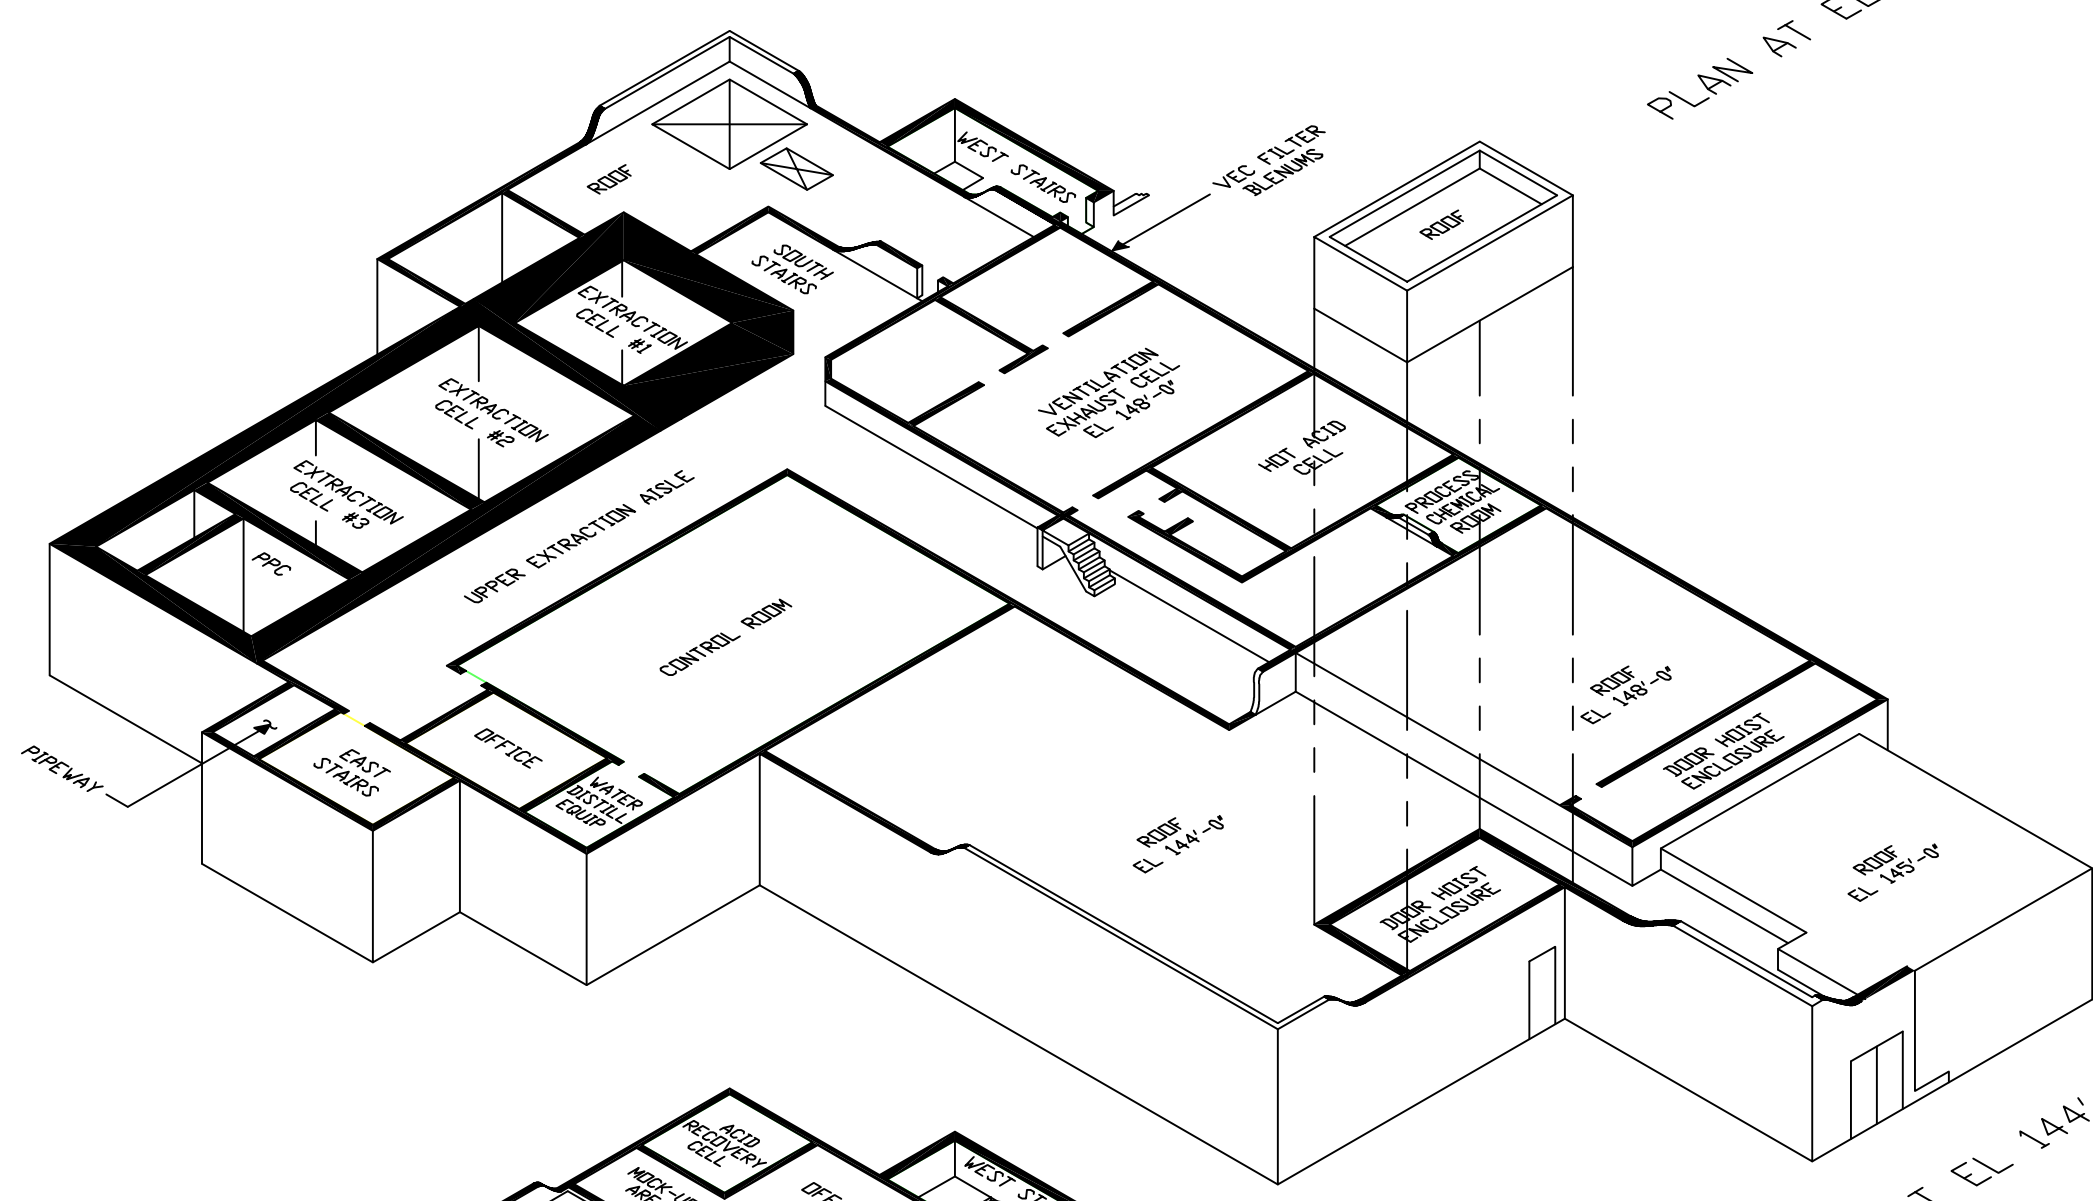 PLAN AT
WEST STAIRS
VEC FILTER
BLENUMS
ROOF
ROOF
SOUTH
STAIRS
EXTRACTION
CELL #1
VENTILATION
EXHAUST CELL
EL 148'-0"
EXTRACTION
CELL #2
HOT ACID
CELL
EXTRACTION
CELL #3
PROCESS
CHEMICAL
ROOM
UPPER EXTRACTION AISLE
PPC
CONTROL ROOM
ROOF
EL 148'-0"
PIPEWAY
EAST
STAIRS
OFFICE
WATER
DISTILL
EQUIP
DOOR HOIST
ENCLOSURE
ROOF
EL 144'-0"
ROOF
EL 145'-0"
DOOR HOIST
ENCLOSURE
ACID
RECOVERY
CELL
EL 144'
WEST